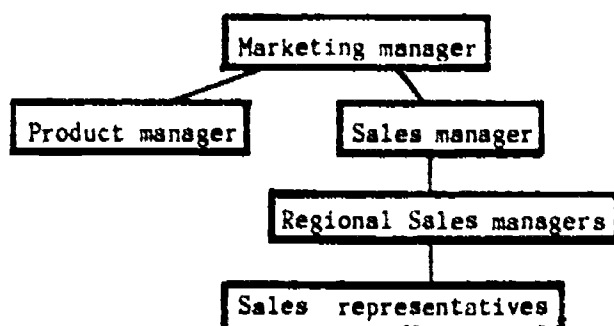 Marketing manager
Product manager
Sales manager
Regional Sales managers
Sales representatives